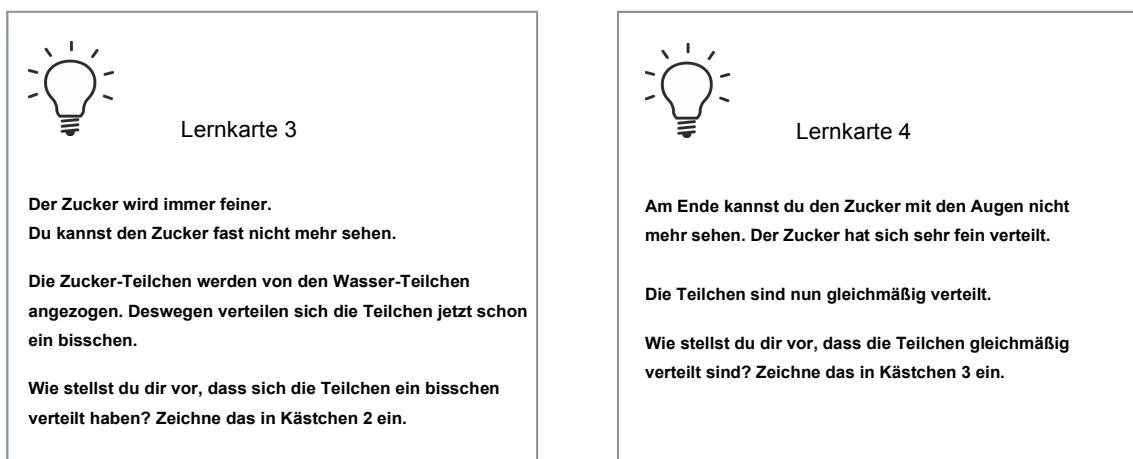 Lernkarte 3
Der Zucker wird immer feiner.
Du kannst den Zucker fast nicht mehr sehen.
Die Zucker-Teilchen werden von den Wasser-Teilchen
angezogen. Deswegen verteilen sich die Teilchen jetzt schon
ein bisschen.
Wie stellst du dir vor, dass sich die Teilchen ein bisschen
verteilt haben? Zeichne das in Kästchen 2 ein.
Lernkarte 4
Am Ende kannst du den Zucker mit den Augen nicht
mehr sehen. Der Zucker hat sich sehr fein verteilt.
Die Teilchen sind nun gleichmäßig verteilt.
Wie stellst du dir vor, dass die Teilchen gleichmäßig
verteilt sind? Zeichne das in Kästchen 3 ein.